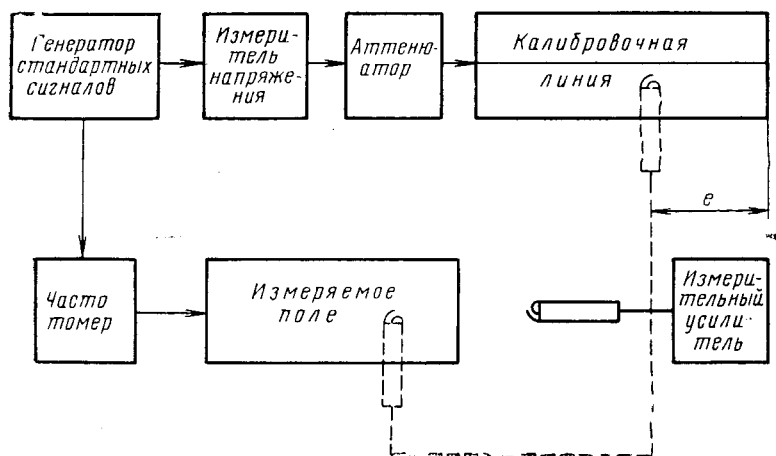 Генератор
стандартных
сигналов
Измери-
тель
напряже-
ния
Аттеню-
атор
Калибровочная
линия
е
Часто
томер
Измеряемое
поле
Измери-
тельный
усили-
тель